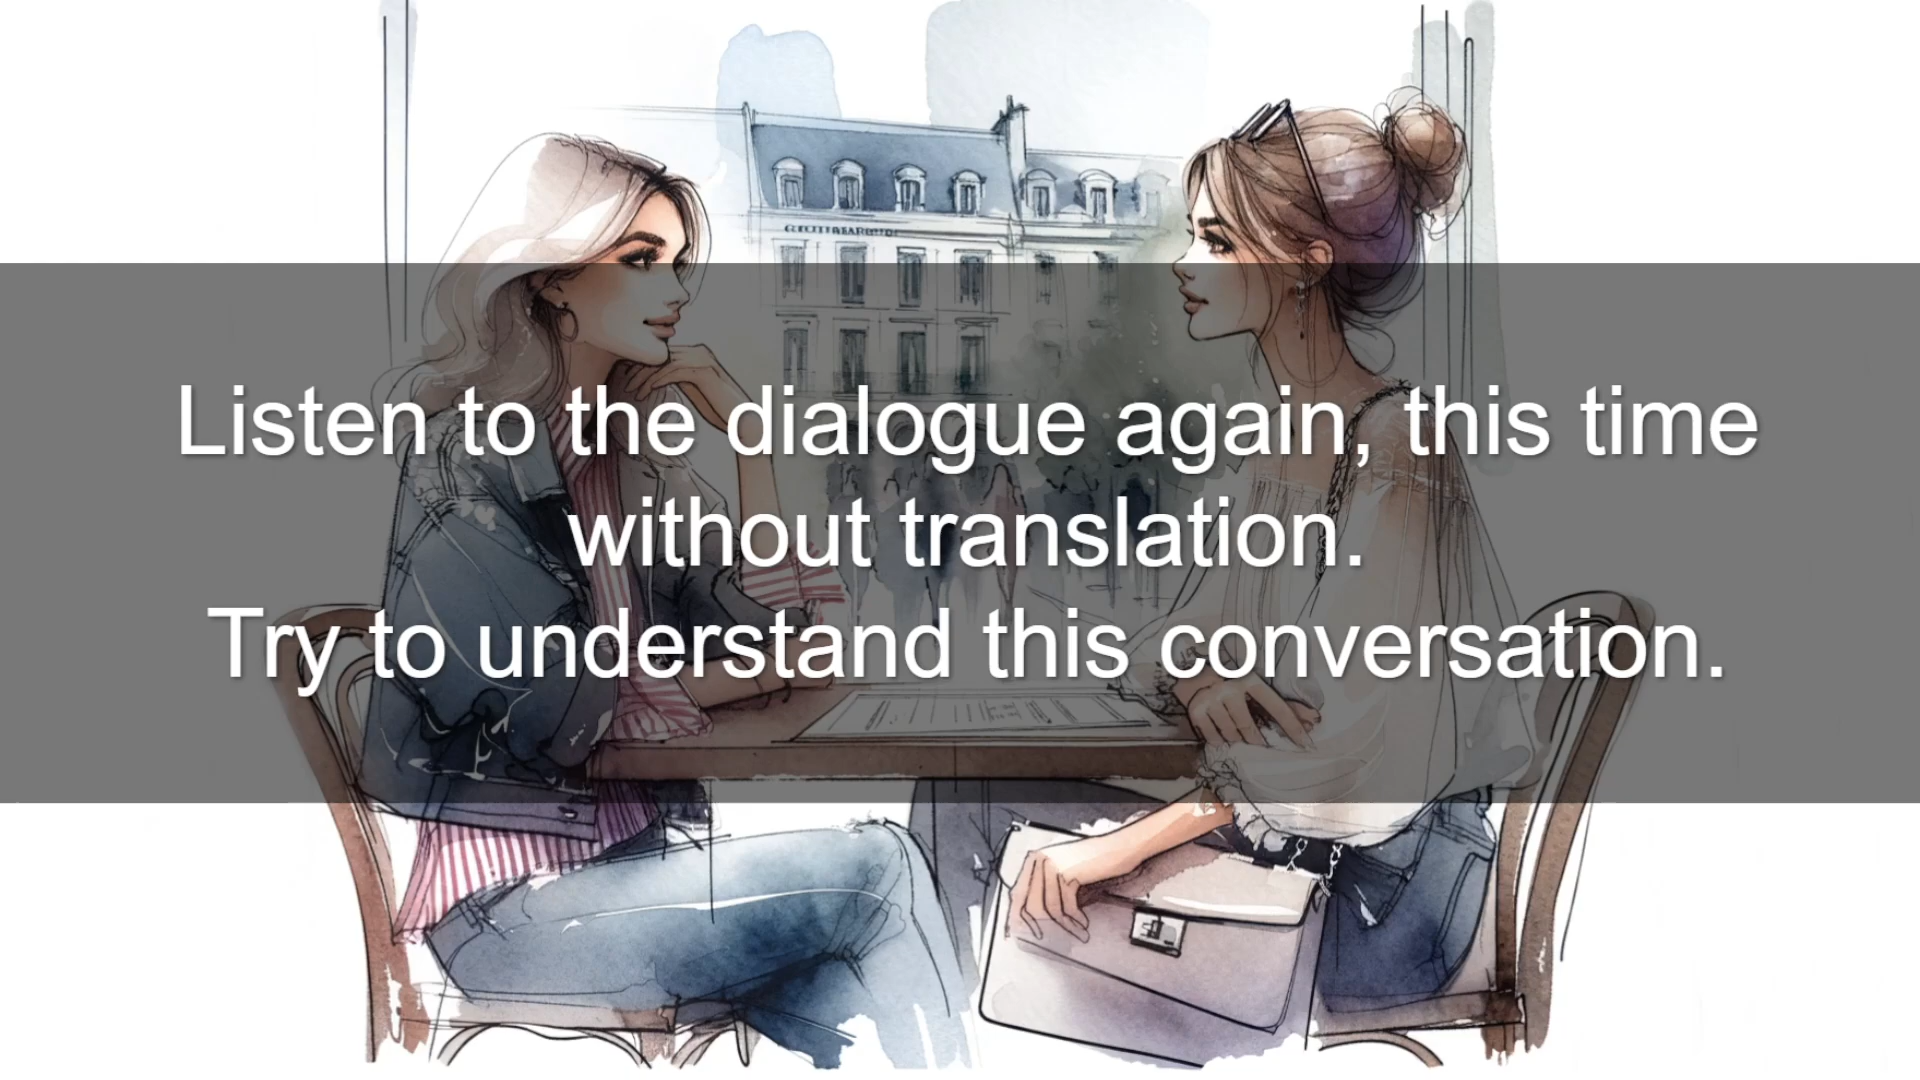 Listen to the dialogue again, this time
without translation.
Try to understand this conversation.